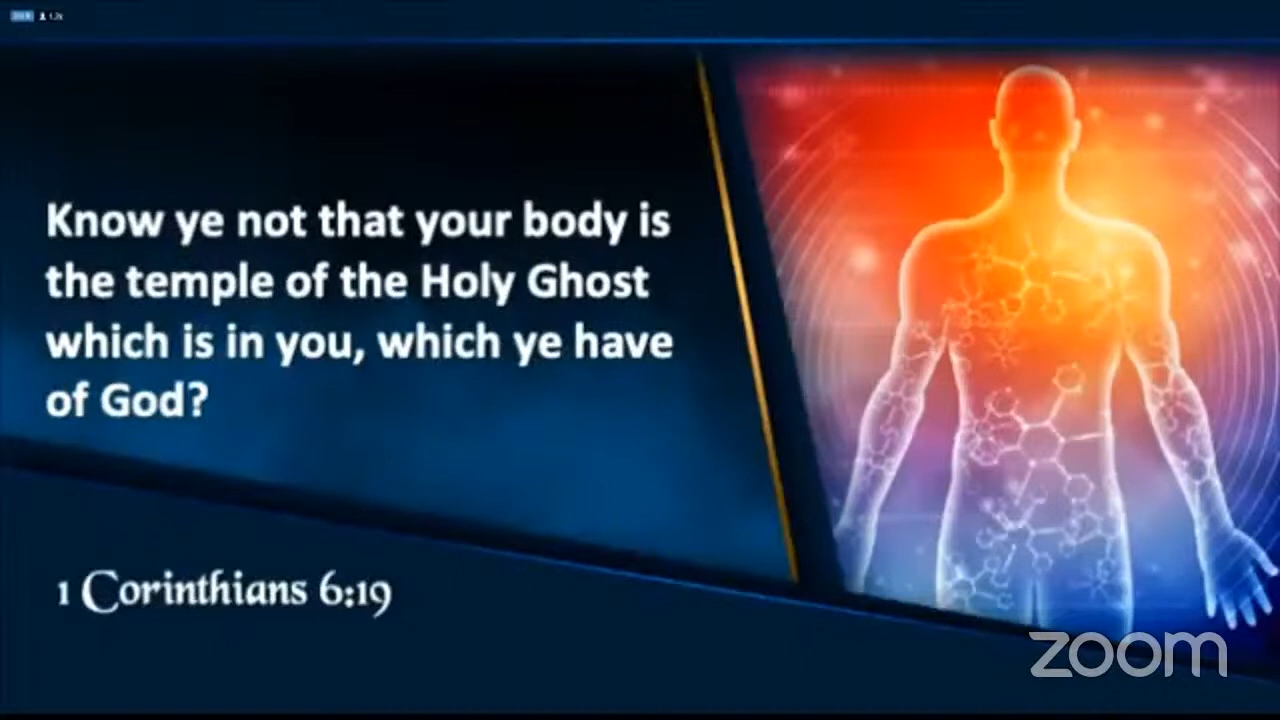 Know ye not that your body is
the temple of the Holy Ghost
which is in you, which ye have
of God?
1 Corinthians 6:19
zoom